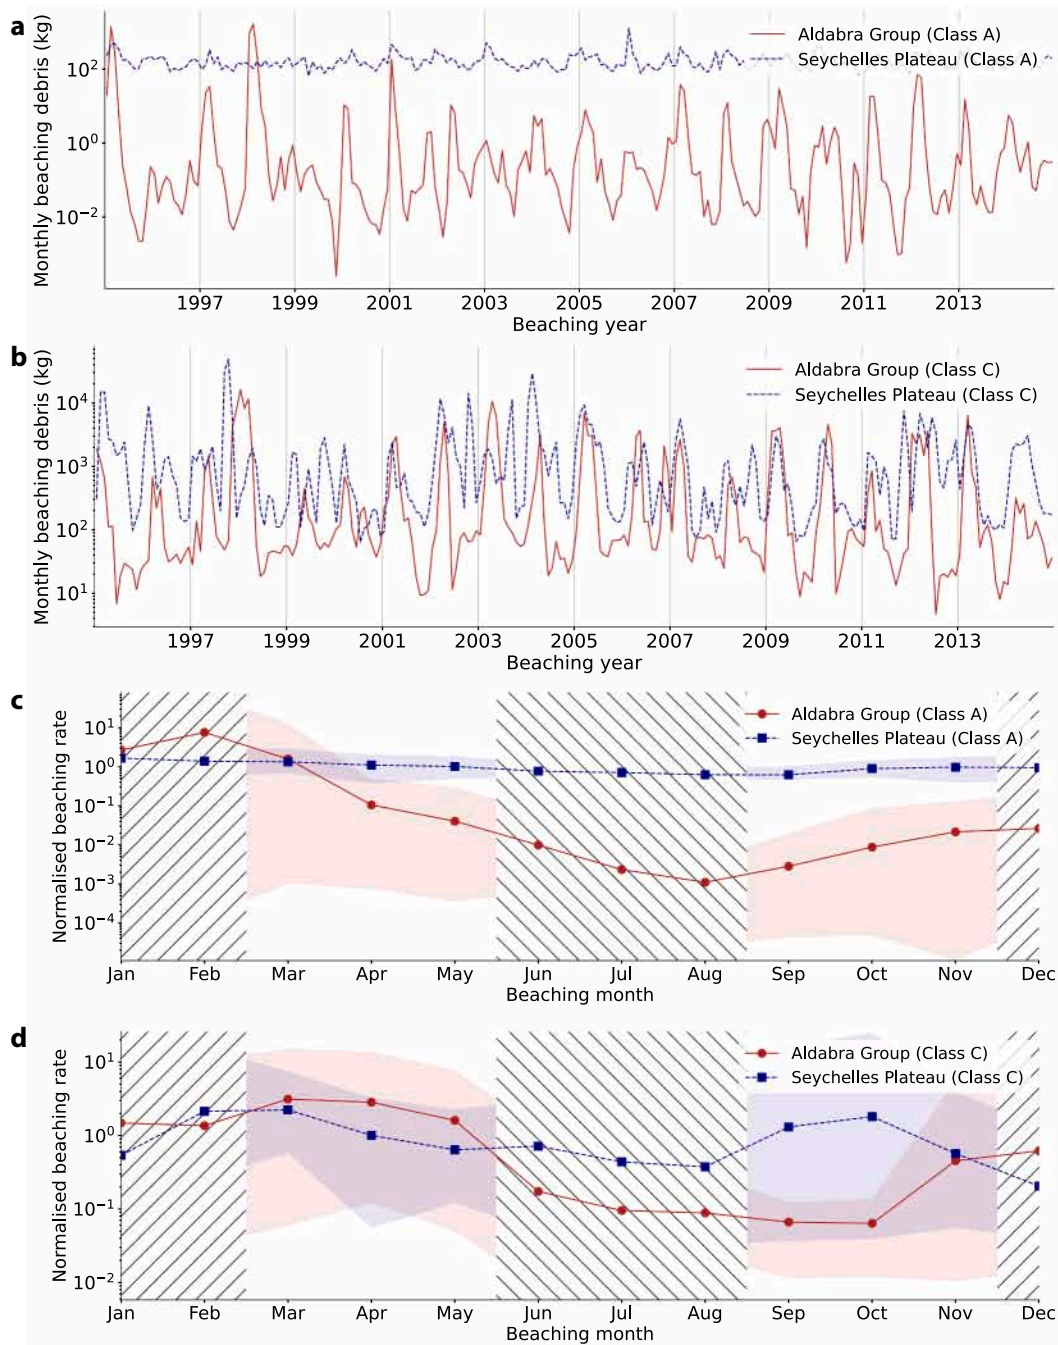 a
Monthly beaching debris (kg)
10²
10⁰
10⁻²
Aldabra Group (Class A)
Seychelles Plateau (Class A)
1997 1999 2001 2003 2005 2007 2009 2011 2013
Beaching year
b
Monthly beaching debris (kg)
10⁴
10³
10²
10¹
Aldabra Group (Class C)
Seychelles Plateau (Class C)
1997 1999 2001 2003 2005 2007 2009 2011 2013
Beaching year
c
Normalised beaching rate
10¹
10⁰
10⁻¹
10⁻²
10⁻³
10⁻⁴
Aldabra Group (Class A)
Seychelles Plateau (Class A)
Jan Feb Mar Apr May Jun Jul Aug Sep Oct Nov Dec
Beaching month
d
Normalised beaching rate
10¹
10⁰
10⁻¹
10⁻²
Aldabra Group (Class C)
Seychelles Plateau (Class C)
Jan Feb Mar Apr May Jun Jul Aug Sep Oct Nov Dec
Beaching month